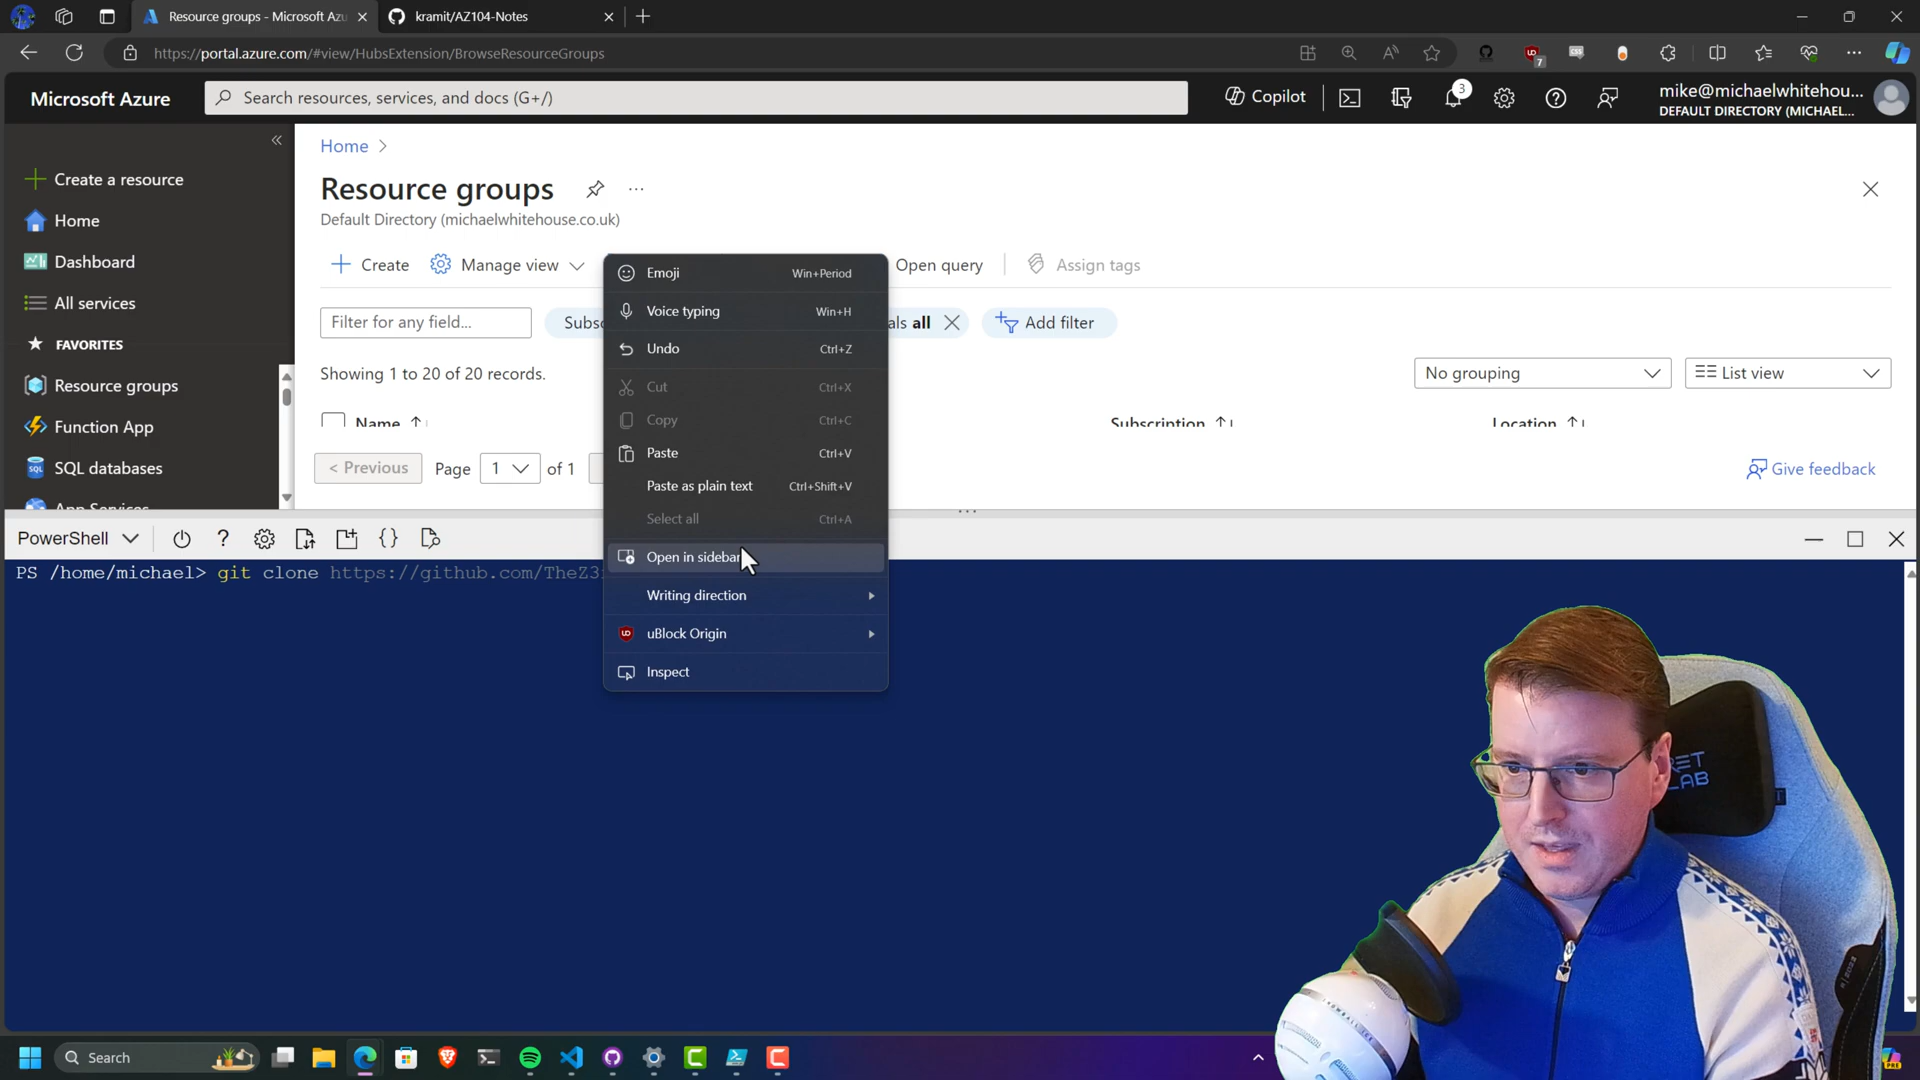 Resource groups - Microsoft Azu
kramit/AZ104-Notes
https://portal.azure.com/#view/HubsExtension/BrowseResourceGroups
7
Microsoft Azure
Search resources, services, and docs (G+/)
Copilot
3
mike@michaelwhitehou...
DEFAULT DIRECTORY (MICHAEL...
Create a resource
Home
Dashboard
All services
FAVORITES
Resource groups
Function App
SQL databases
App Services
Home
Resource groups
Default Directory (michaelwhitehouse.co.uk)
Create
Manage view
Open query
Assign tags
Filter for any field...
Subsc
als all
Add filter
Showing 1 to 20 of 20 records.
No grouping
List view
Name
Subscription
Location
< Previous
Page
1
of 1
Give feedback
Emoji
Win+Period
Voice typing
Win+H
Undo
Ctrl+Z
Cut
Ctrl+X
Copy
Ctrl+C
Paste
Ctrl+V
Paste as plain text
Ctrl+Shift+V
Select all
Ctrl+A
Open in sidebar
Writing direction
uBlock Origin
Inspect
PowerShell
PS /home/michael> git clone https://github.com/TheZ3
Search
PRE